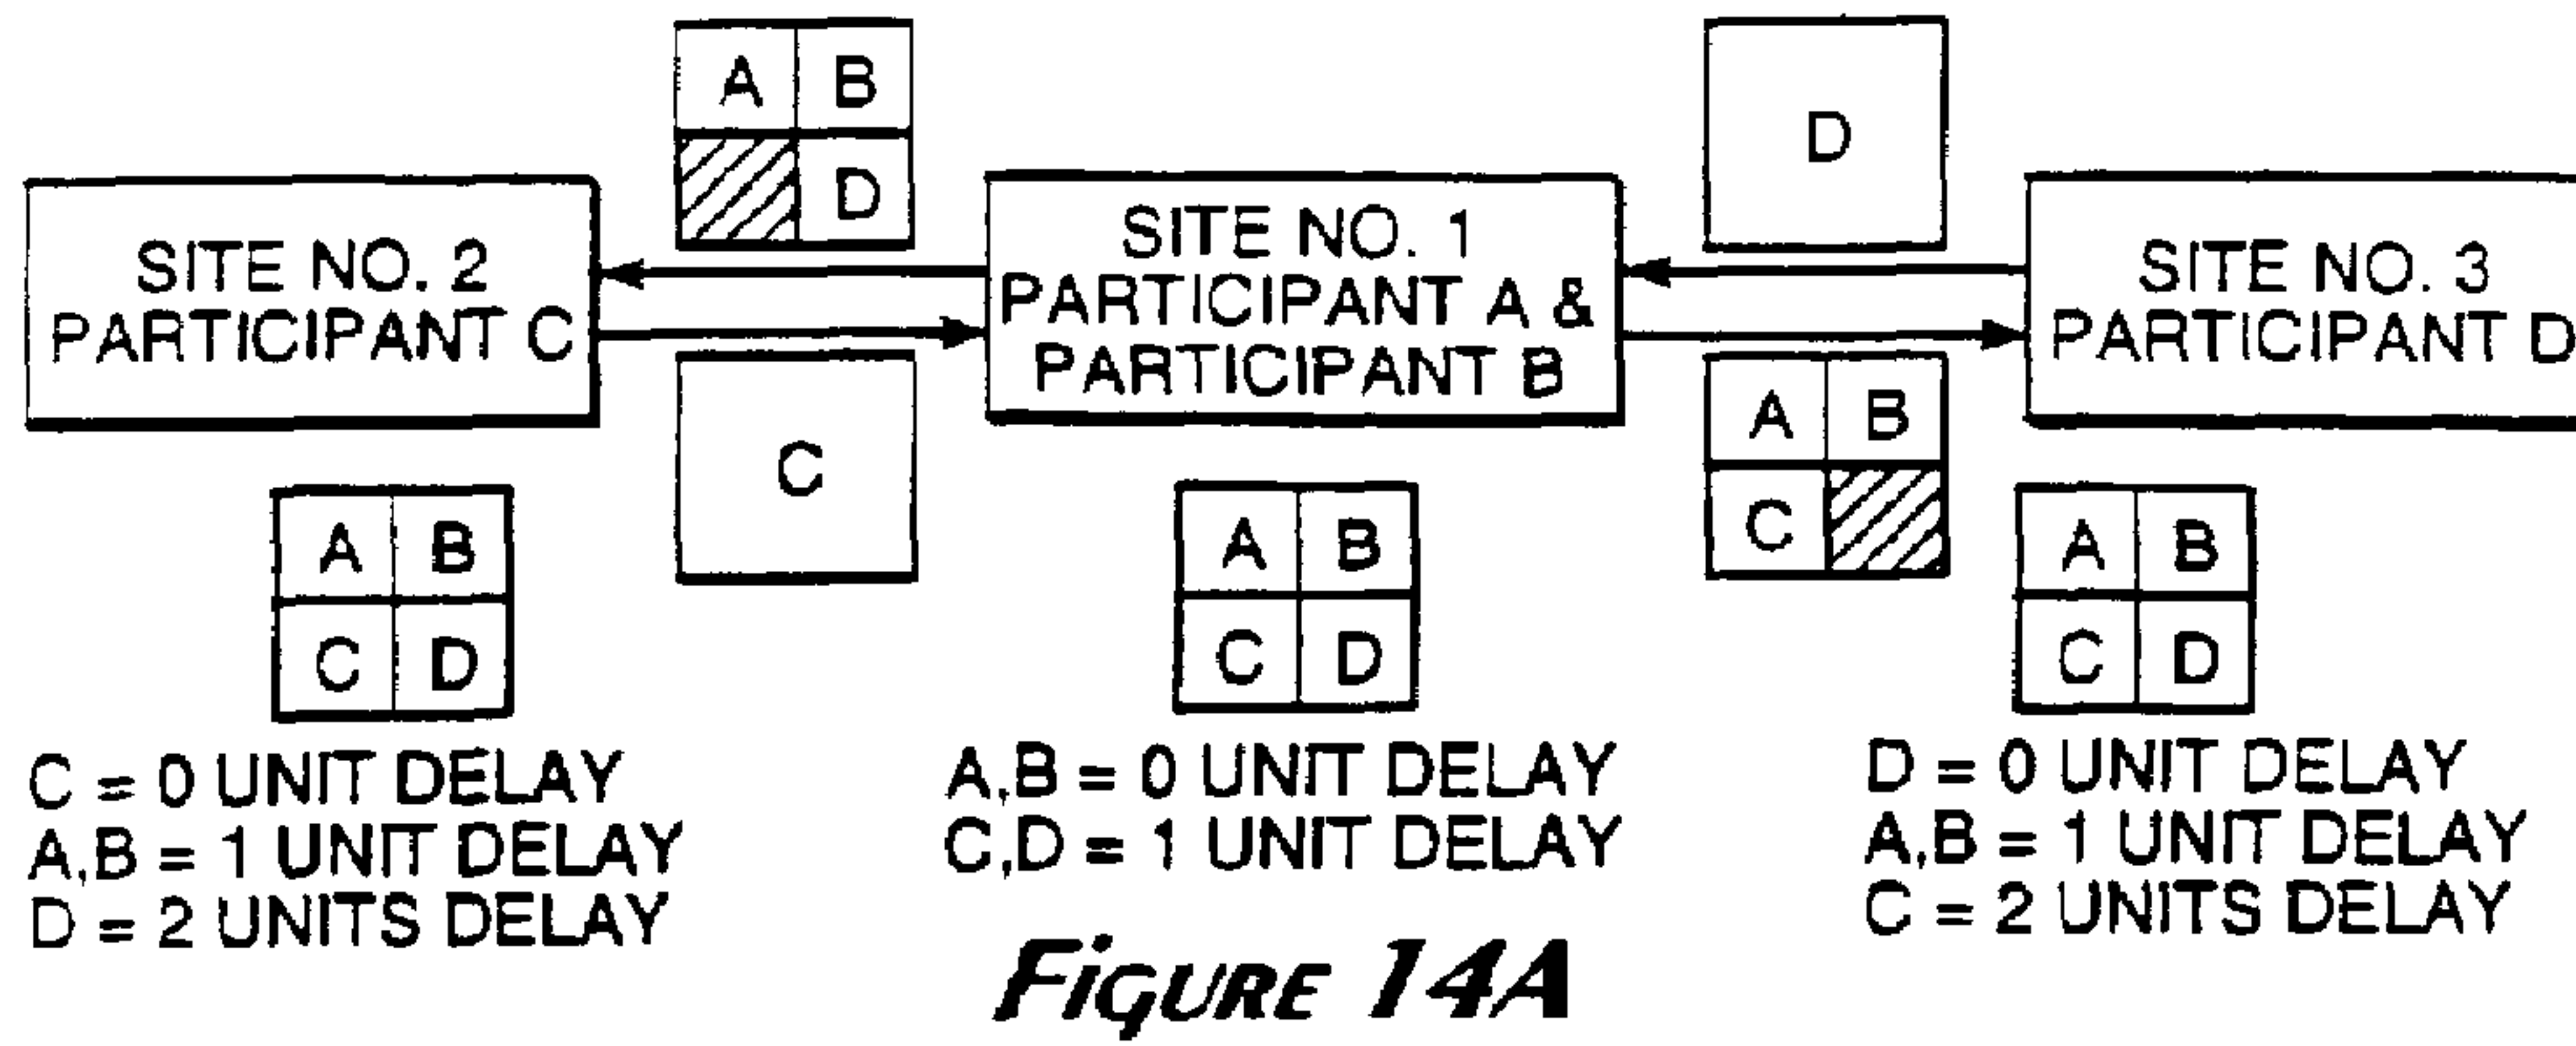 A B
D
D
SITE NO. 2
PARTICIPANT C
SITE NO. 1
PARTICIPANT A &
PARTICIPANT B
SITE NO. 3
PARTICIPANT D
C
A B
C
A B
C D
A B
C D
A B
C D
C = 0 UNIT DELAY
A,B = 1 UNIT DELAY
D = 2 UNITS DELAY
A,B = 0 UNIT DELAY
C,D = 1 UNIT DELAY
D = 0 UNIT DELAY
A,B = 1 UNIT DELAY
C = 2 UNITS DELAY
FIGURE 14A